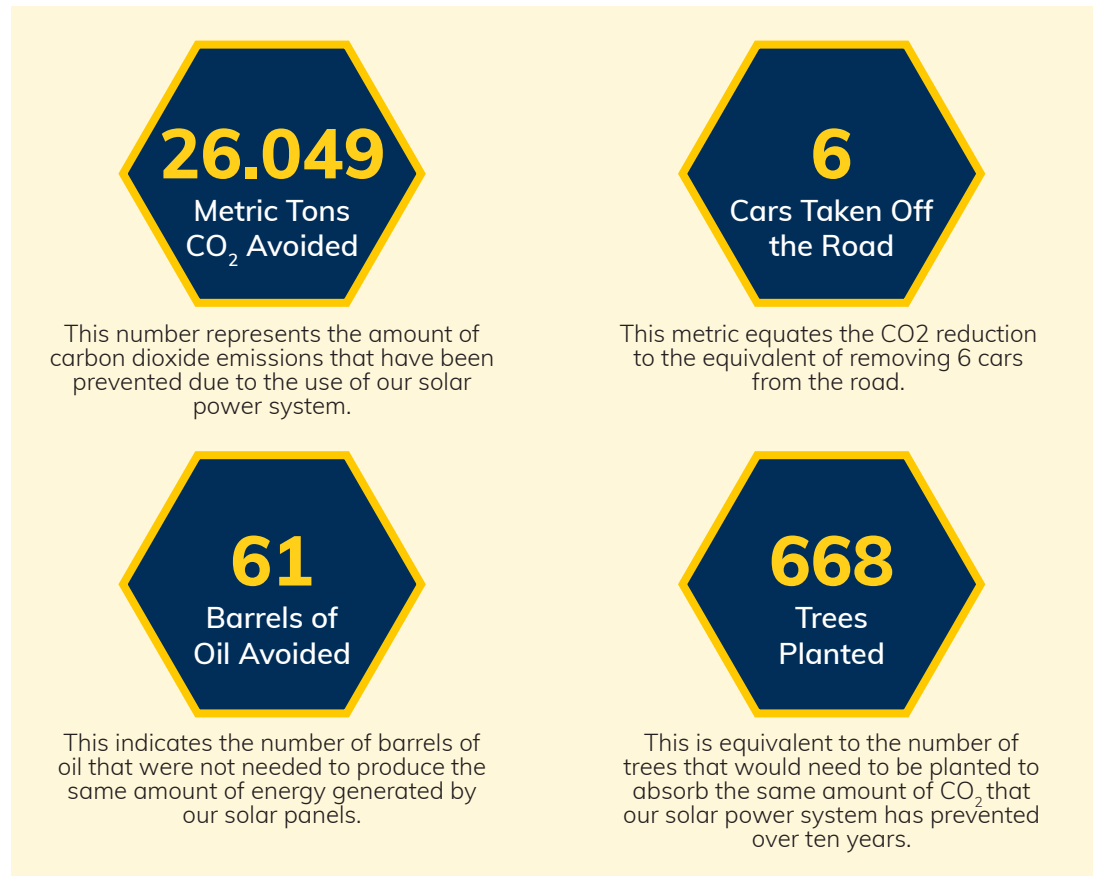 26.049
Metric Tons
CO₂ Avoided
This number represents the amount of
carbon dioxide emissions that have been
prevented due to the use of our solar
power system.
6
Cars Taken Off
the Road
This metric equates the CO2 reduction
to the equivalent of removing 6 cars
from the road.
61
Barrels of
Oil Avoided
This indicates the number of barrels of
oil that were not needed to produce the
same amount of energy generated by
our solar panels.
668
Trees
Planted
This is equivalent to the number of
trees that would need to be planted to
absorb the same amount of CO₂ that
our solar power system has prevented
over ten years.